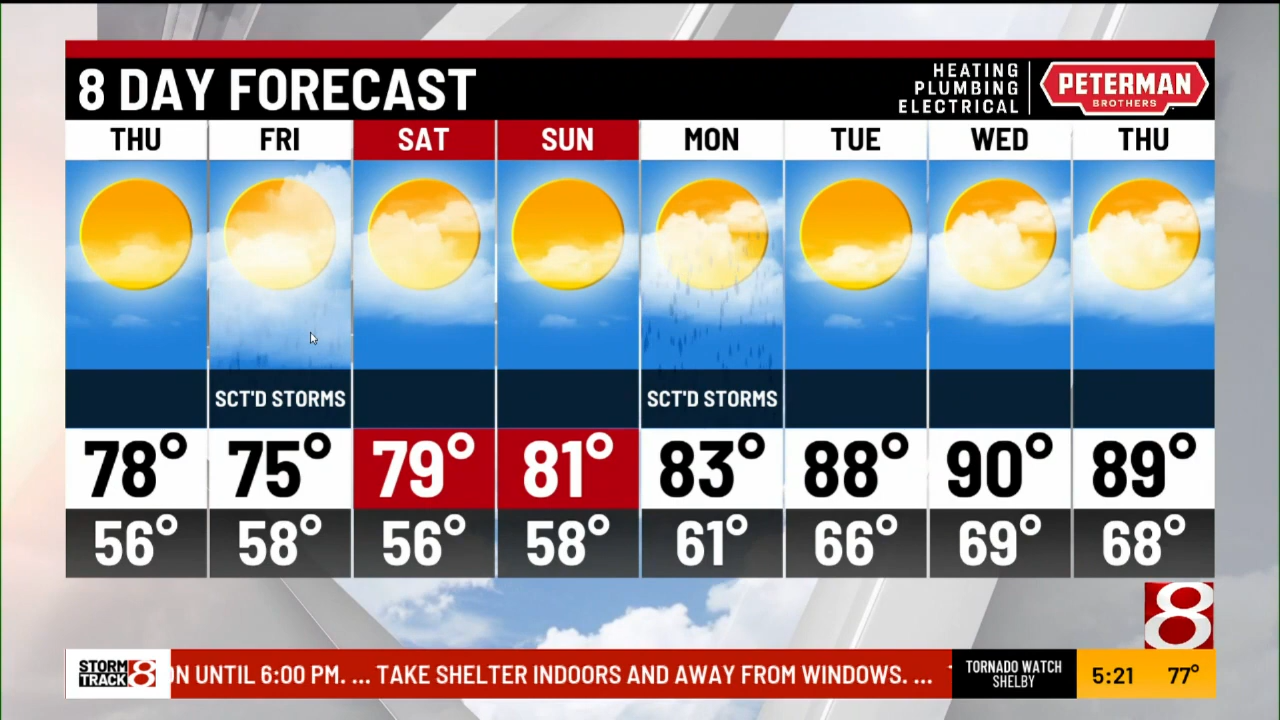 8 DAY FORECAST
HEATING
PLUMBING
ELECTRICAL
PETERMAN
BROTHERS
THU FRI SAT SUN MON TUE WED THU
SCT'D STORMS SCT'D STORMS
78° 75° 79° 81° 83° 88° 90° 89°
56° 58° 56° 58° 61° 66° 69° 68°
8
STORM
TRACK 8
ON UNTIL 6:00 PM. ... TAKE SHELTER INDOORS AND AWAY FROM WINDOWS. ...
TORNADO WATCH
SHELBY
5:21 77°